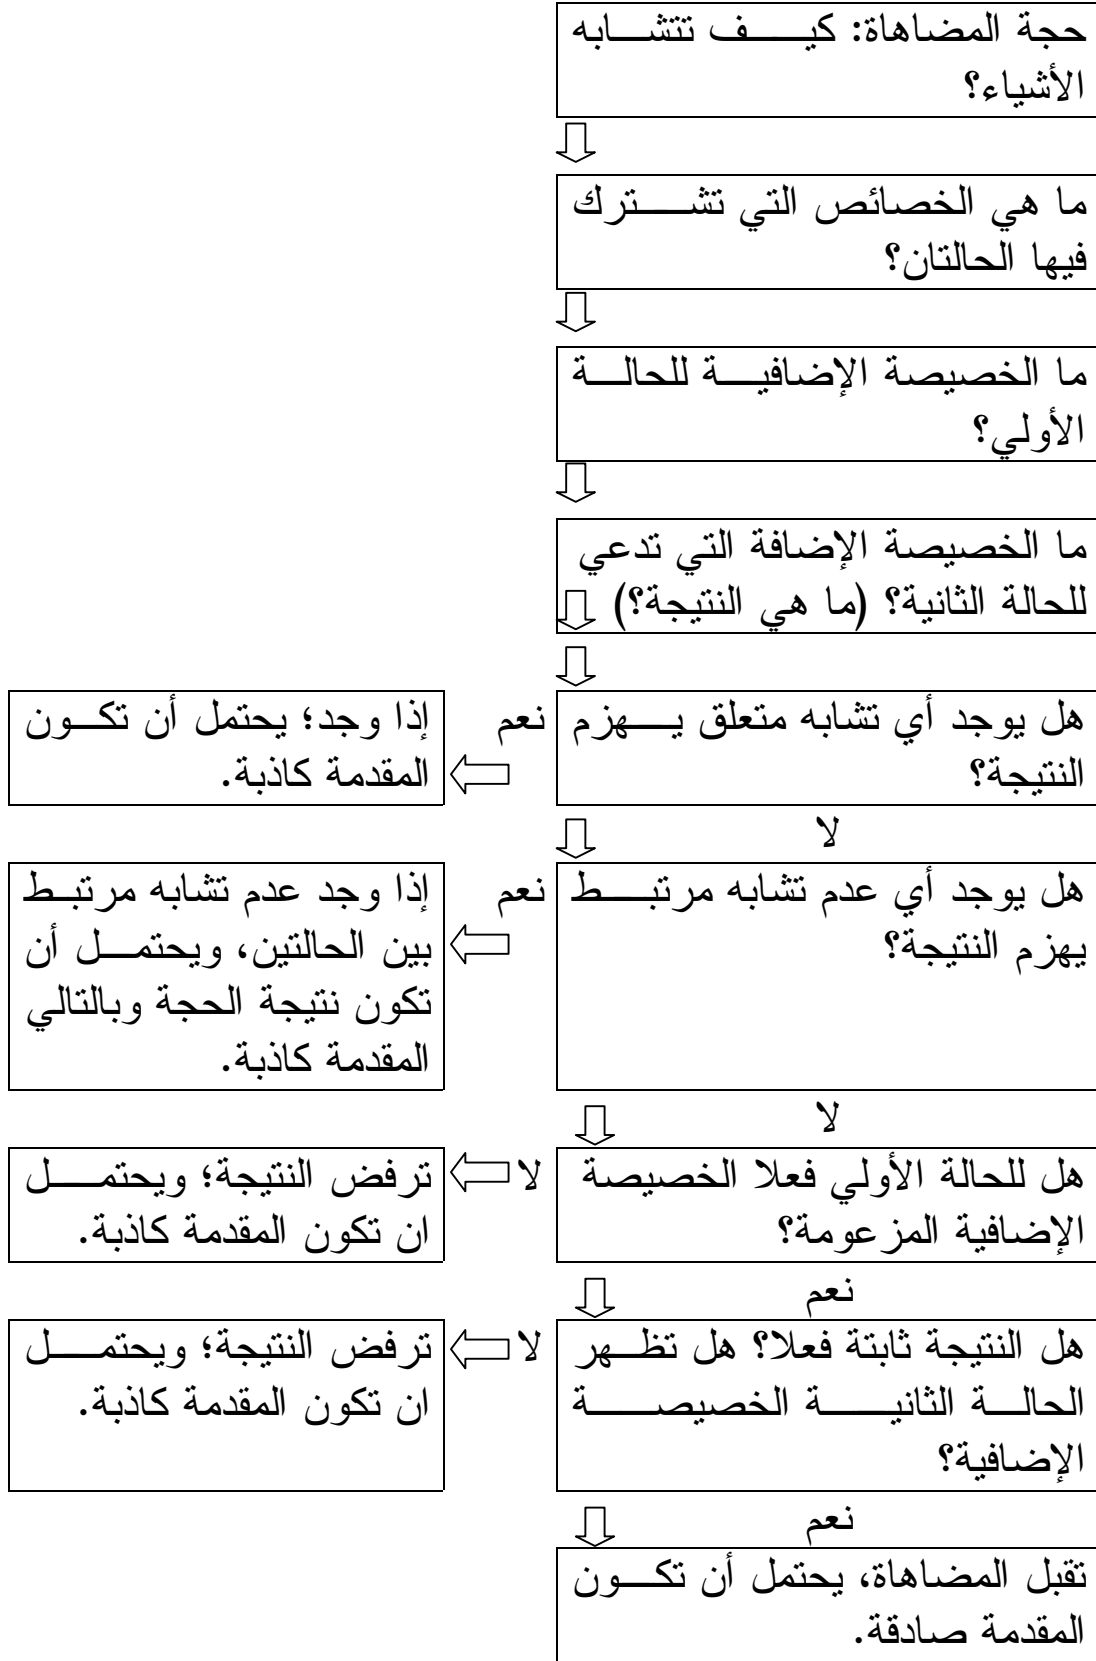 حجة المضاهاة: كيف تتشابه
الأشياء؟
ما هي الخصائص التي تشترك
فيها الحالتان؟
ما الخصيصة الإضافية للحالة
الأولي؟
ما الخصيصة الإضافة التي تدعي
للحالة الثانية؟ (ما هي النتيجة؟)
هل يوجد أي تشابه متعلق يهزم
النتيجة؟
نعم
إذا وجد؛ يحتمل أن تكون
المقدمة كاذبة.
لا
هل يوجد أي عدم تشابه مرتبط
يهزم النتيجة؟
نعم
إذا وجد عدم تشابه مرتبط
بين الحالتين، ويحتمل أن
تكون نتيجة الحجة وبالتالي
المقدمة كاذبة.
لا
هل للحالة الأولي فعلا الخصيصة
الإضافية المزعومة؟
لا
ترفض النتيجة؛ ويحتمل
ان تكون المقدمة كاذبة.
نعم
هل النتيجة ثابتة فعلا؟ هل تظهر
الحالة الثانية الخصيصة
الإضافية؟
لا
ترفض النتيجة؛ ويحتمل
ان تكون المقدمة كاذبة.
نعم
تقبل المضاهاة، يحتمل أن تكون
المقدمة صادقة.